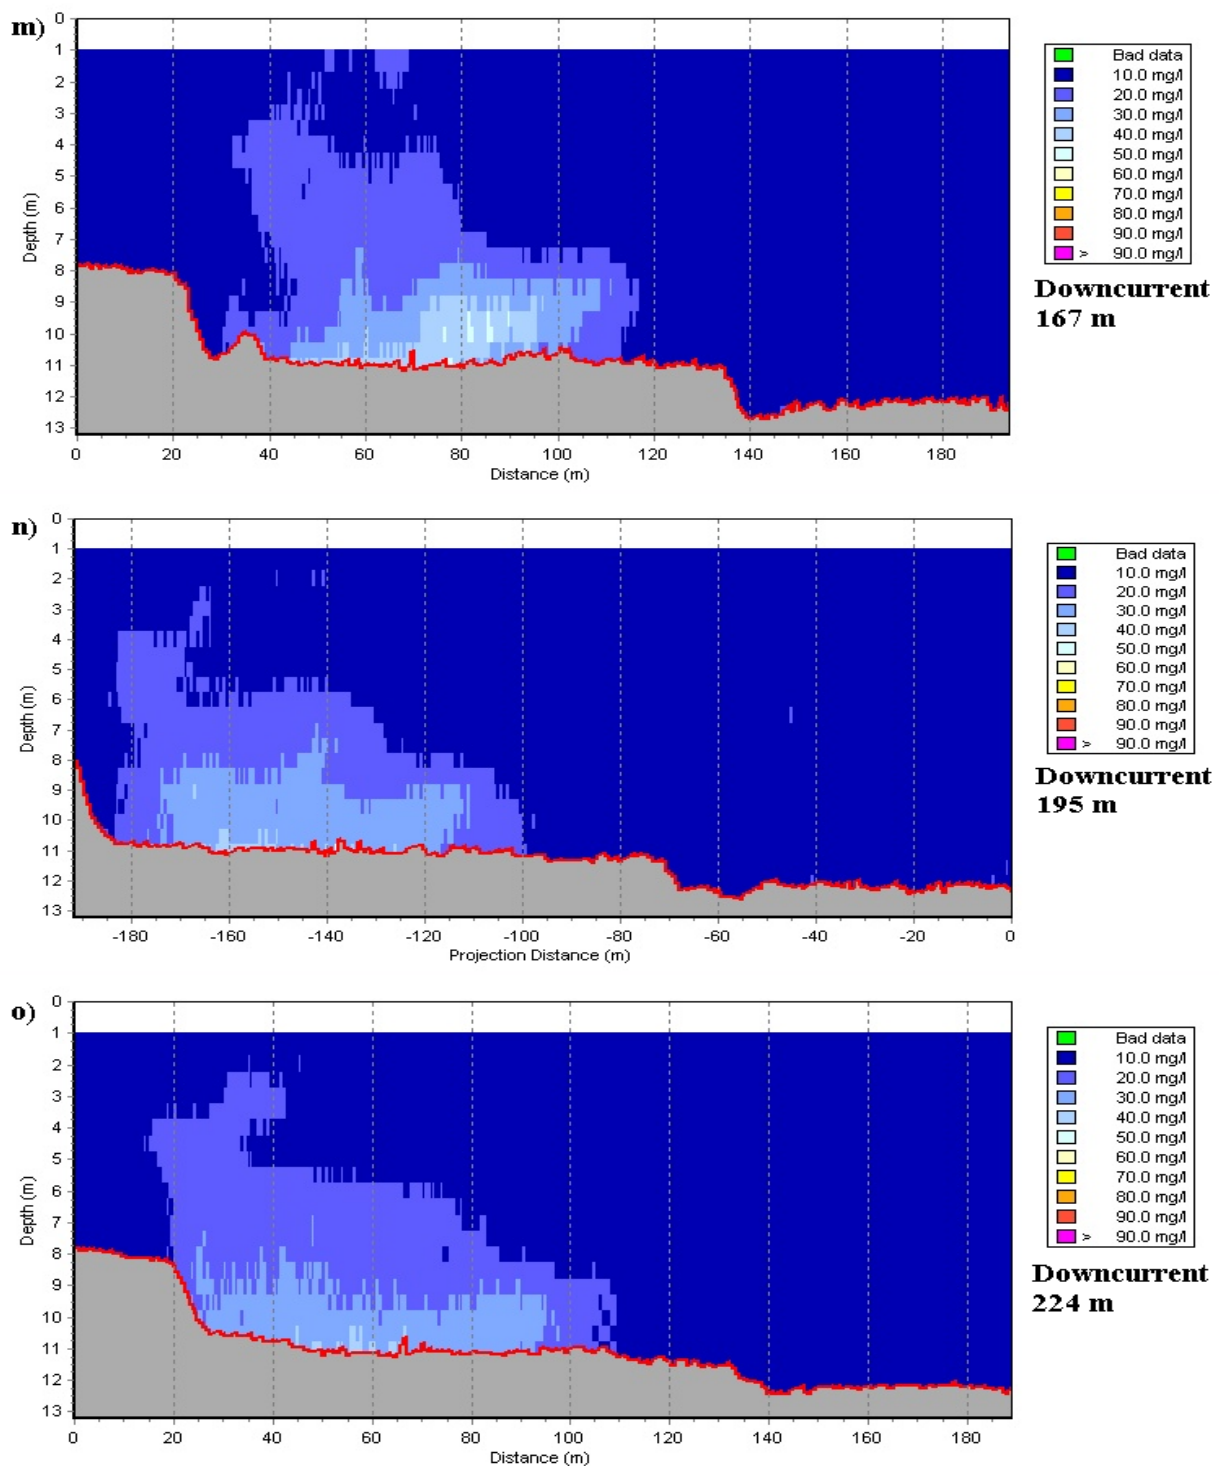 m)
0
1
2
3
4
5
6
7
8
9
10
11
12
13
Depth (m)
0 20 40 60 80 100 120 140 160 180
Distance (m)
Bad data
10.0 mg/l
20.0 mg/l
30.0 mg/l
40.0 mg/l
50.0 mg/l
60.0 mg/l
70.0 mg/l
80.0 mg/l
90.0 mg/l
> 90.0 mg/l
Downcurrent
167 m
n)
0
1
2
3
4
5
6
7
8
9
10
11
12
13
Depth (m)
-180 -160 -140 -120 -100 -80 -60 -40 -20 0
Projection Distance (m)
Bad data
10.0 mg/l
20.0 mg/l
30.0 mg/l
40.0 mg/l
50.0 mg/l
60.0 mg/l
70.0 mg/l
80.0 mg/l
90.0 mg/l
> 90.0 mg/l
Downcurrent
195 m
o)
0
1
2
3
4
5
6
7
8
9
10
11
12
13
Depth (m)
0 20 40 60 80 100 120 140 160 180
Distance (m)
Bad data
10.0 mg/l
20.0 mg/l
30.0 mg/l
40.0 mg/l
50.0 mg/l
60.0 mg/l
70.0 mg/l
80.0 mg/l
90.0 mg/l
> 90.0 mg/l
Downcurrent
224 m